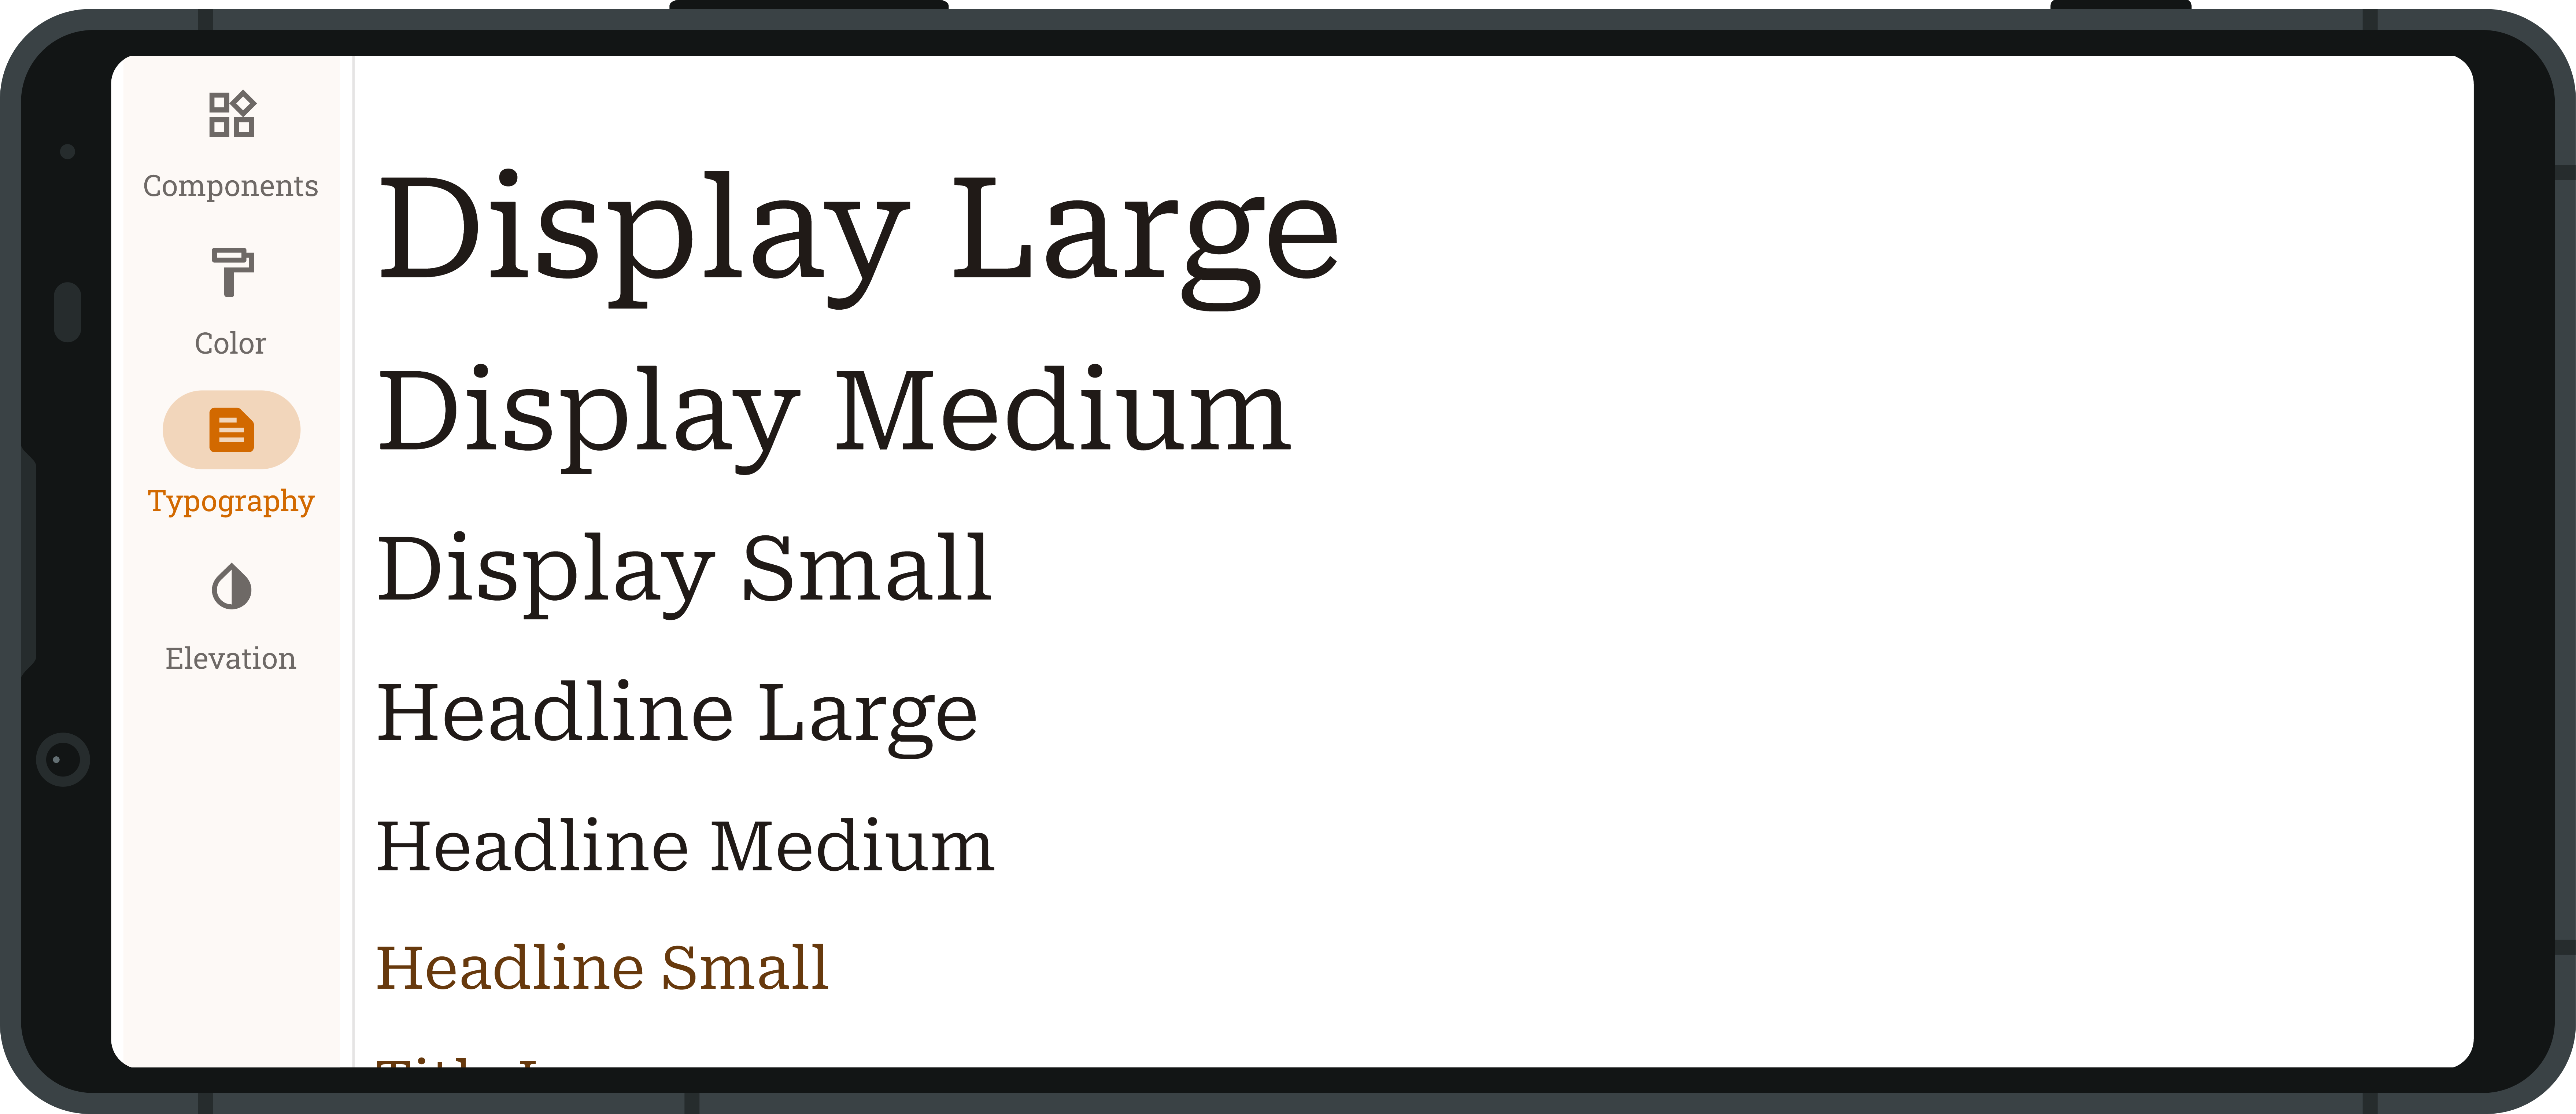 Components
Color
Typography
Elevation
Display Large
Display Medium
Display Small
Headline Large
Headline Medium
Headline Small